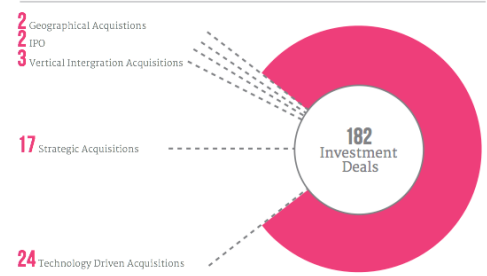 2 Geographical Acquistions
2 IPO
3 Vertical Intergration Acquisitions
17 Strategic Acquisitions
24 Technology Driven Acquisitions
182
Investment
Deals